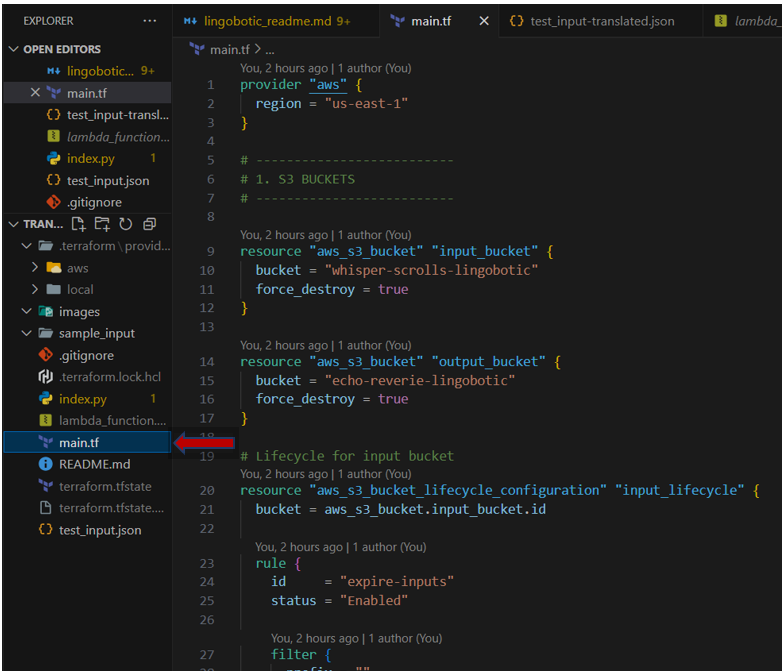 EXPLORER
OPEN EDITORS
lingobotic... 9+
main.tf
test_input-transl...
lambda_function...
index.py 1
test_input.json
.gitignore
TRAN...
.terraform \ provid...
aws
local
images
sample_input
.gitignore
.terraform.lock.hcl
index.py 1
lambda_function....
main.tf
README.md
terraform.tfstate
terraform.tfstate....
test_input.json
lingobotic_readme.md 9+ main.tf test_input-translated.json lambda_
main.tf > ...
You, 2 hours ago | 1 author (You)
1 provider "aws" {
2 region = "us-east-1"
3 }
4
5 # --------------------------
6 # 1. S3 BUCKETS
7 # --------------------------
8
You, 2 hours ago | 1 author (You)
9 resource "aws_s3_bucket" "input_bucket" {
10 bucket = "whisper-scrolls-lingobotic"
11 force_destroy = true
12 }
13
You, 2 hours ago | 1 author (You)
14 resource "aws_s3_bucket" "output_bucket" {
15 bucket = "echo-reverie-lingobotic"
16 force_destroy = true
17 }
18
19 # Lifecycle for input bucket
You, 2 hours ago | 1 author (You)
20 resource "aws_s3_bucket_lifecycle_configuration" "input_lifecycle" {
21 bucket = aws_s3_bucket.input_bucket.id
22
You, 2 hours ago | 1 author (You)
23 rule {
24 id = "expire-inputs"
25 status = "Enabled"
26
You, 2 hours ago | 1 author (You)
27 filter {
28 prefix = ""